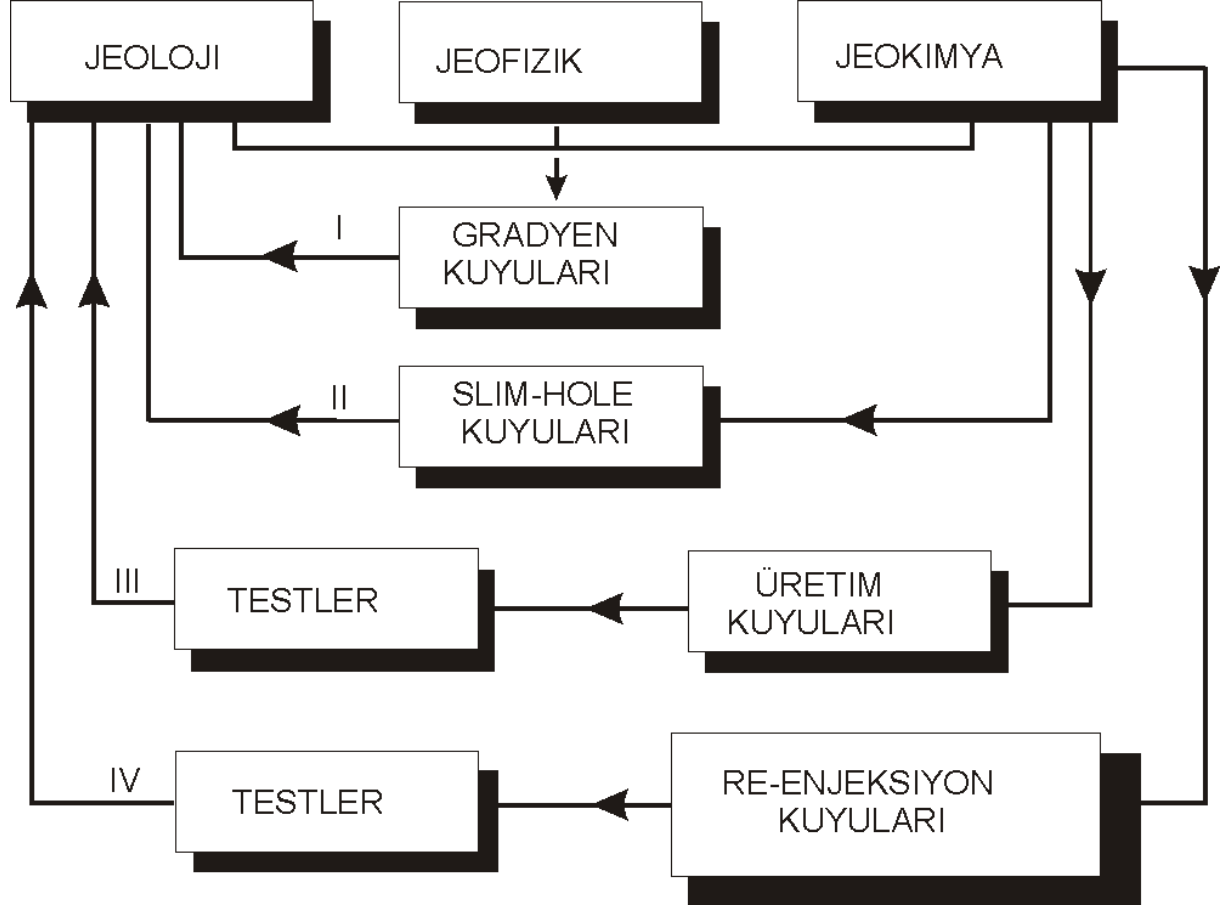 JEOLOJI
JEOFIZIK
JEOKIMYA
I
GRADYEN
KUYULARI
II
SLIM-HOLE
KUYULARI
III
TESTLER
ÜRETIM
KUYULARI
IV
TESTLER
RE-ENJEKSIYON
KUYULARI